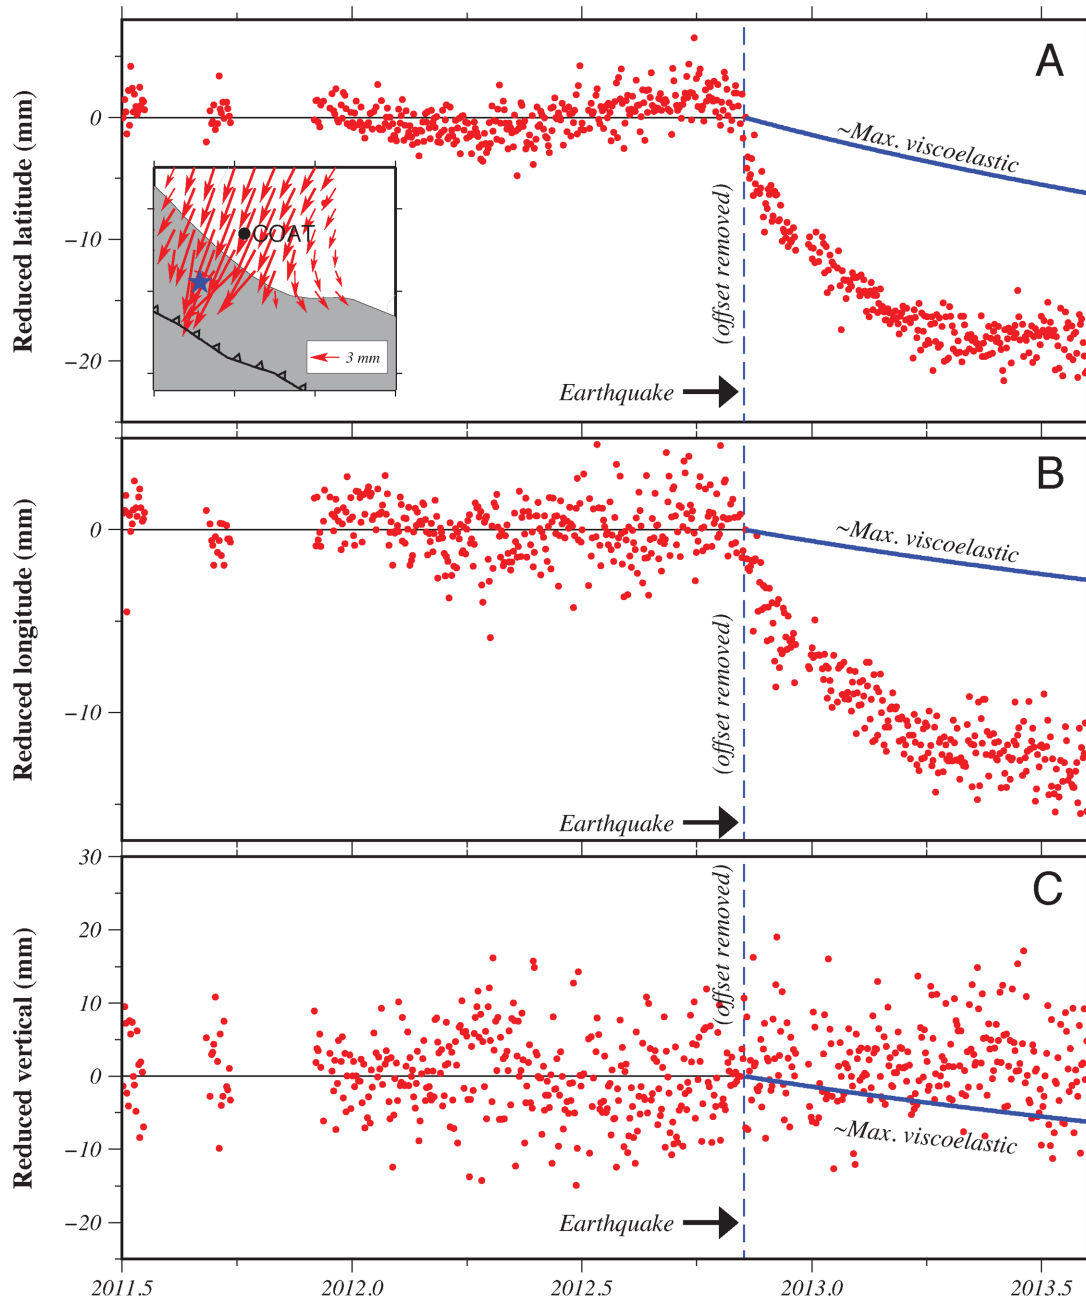 A
Reduced latitude (mm)
0
−10
−20
~Max. viscoelastic
(offset removed)
COAT
3 mm
Earthquake
B
Reduced longitude (mm)
0
−10
~Max. viscoelastic
(offset removed)
Earthquake
C
Reduced vertical (mm)
30
20
10
0
−10
−20
(offset removed)
~Max. viscoelastic
Earthquake
2011.5 2012.0 2012.5 2013.0 2013.5